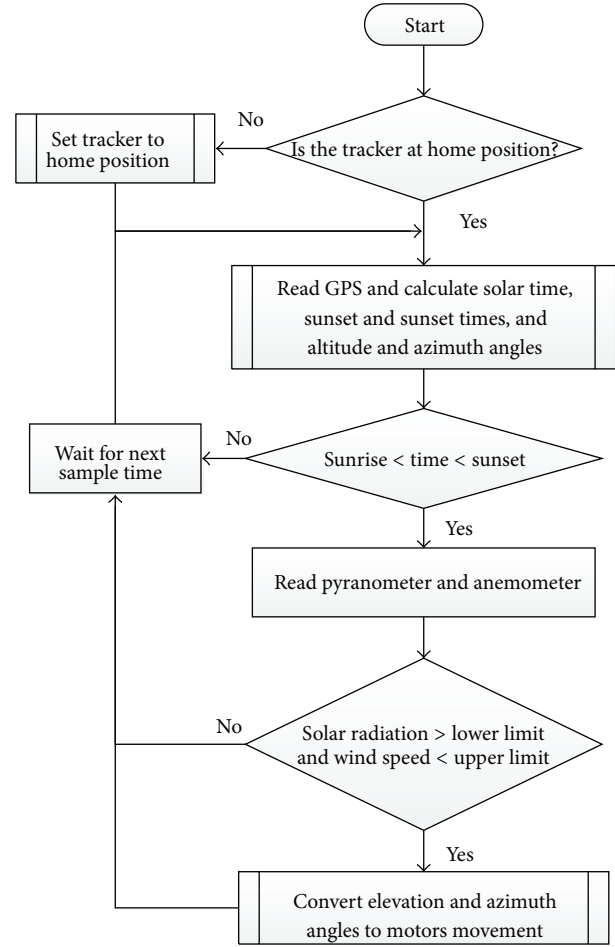 Start
No
Set tracker to
home position
Is the tracker at home position?
Yes
Read GPS and calculate solar time,
sunset and sunset times, and
altitude and azimuth angles
No
Wait for next
sample time
Sunrise < time < sunset
Yes
Read pyranometer and anemometer
No
Solar radiation > lower limit
and wind speed < upper limit
Yes
Convert elevation and azimuth
angles to motors movement